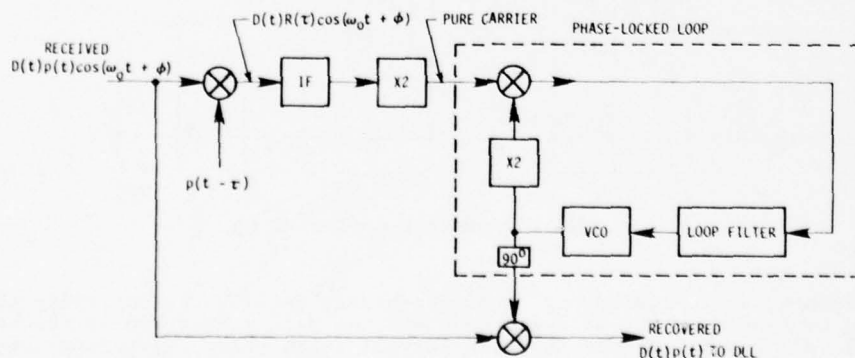 D(t)R(τ)cos(ω₀t + ϕ)
PURE CARRIER
PHASE-LOCKED LOOP
RECEIVED
D(t)p(t)cos(ω₀t + ϕ)
IF
X2
p(t - τ)
X2
VCO
LOOP FILTER
90⁰
RECOVERED
D(t)p(t) TO DLL